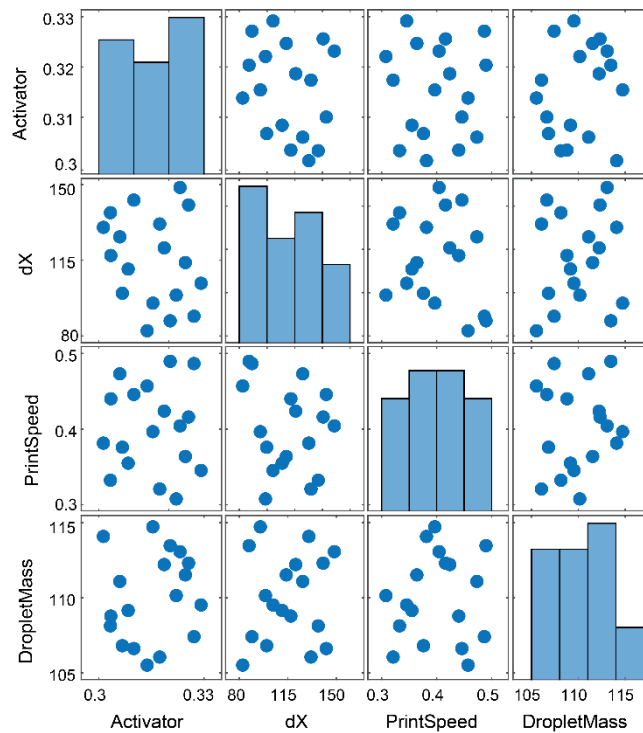 0.33
0.32
0.31
0.3
Activator
150
115
80
dX
0.5
0.4
0.3
PrintSpeed
115
110
105
DropletMass
0.3 0.33 80 115 150 0.3 0.4 0.5 105 110 115
Activator dX PrintSpeed DropletMass